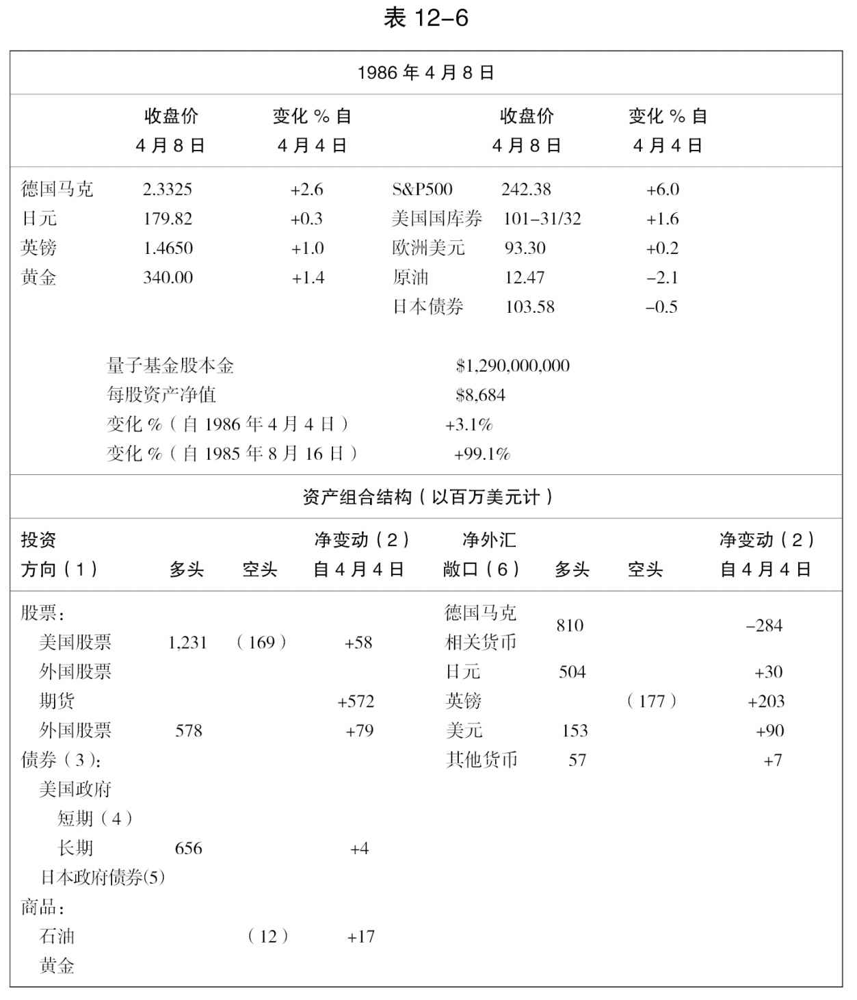 表 12–6
1986 年 4 月 8 日
收盘价 变化 % 自 收盘价 变化 % 自
4 月 8 日 4 月 4 日 4 月 8 日 4 月 4 日
德国马克 2.3325 +2.6 S&P500 242.38 +6.0
日元 179.82 +0.3 美国国库券 101–31/32 +1.6
英镑 1.4650 +1.0 欧洲美元 93.30 +0.2
黄金 340.00 +1.4 原油 12.47 –2.1
日本债券 103.58 –0.5
量子基金股本金 $1,290,000,000
每股资产净值 $8,684
变化 %（自 1986 年 4 月 4 日） +3.1%
变化 %（自 1985 年 8 月 16 日） +99.1%
资产组合结构（以百万美元计）
投资 净变动（2） 净外汇 净变动（2）
方向（1） 多头 空头 自 4 月 4 日 敞口（6） 多头 空头 自 4 月 4 日
股票： 德国马克
810 –284
美国股票 1,231 （169） +58 相关货币
外国股票 日元 504 +30
期货 +572 英镑 （177） +203
外国股票 578 +79 美元 153 +90
债券（3）： 其他货币 57 +7
美国政府
短期（4）
长期 656 +4
日本政府债券(5)
商品：
石油 （12） +17
黄金